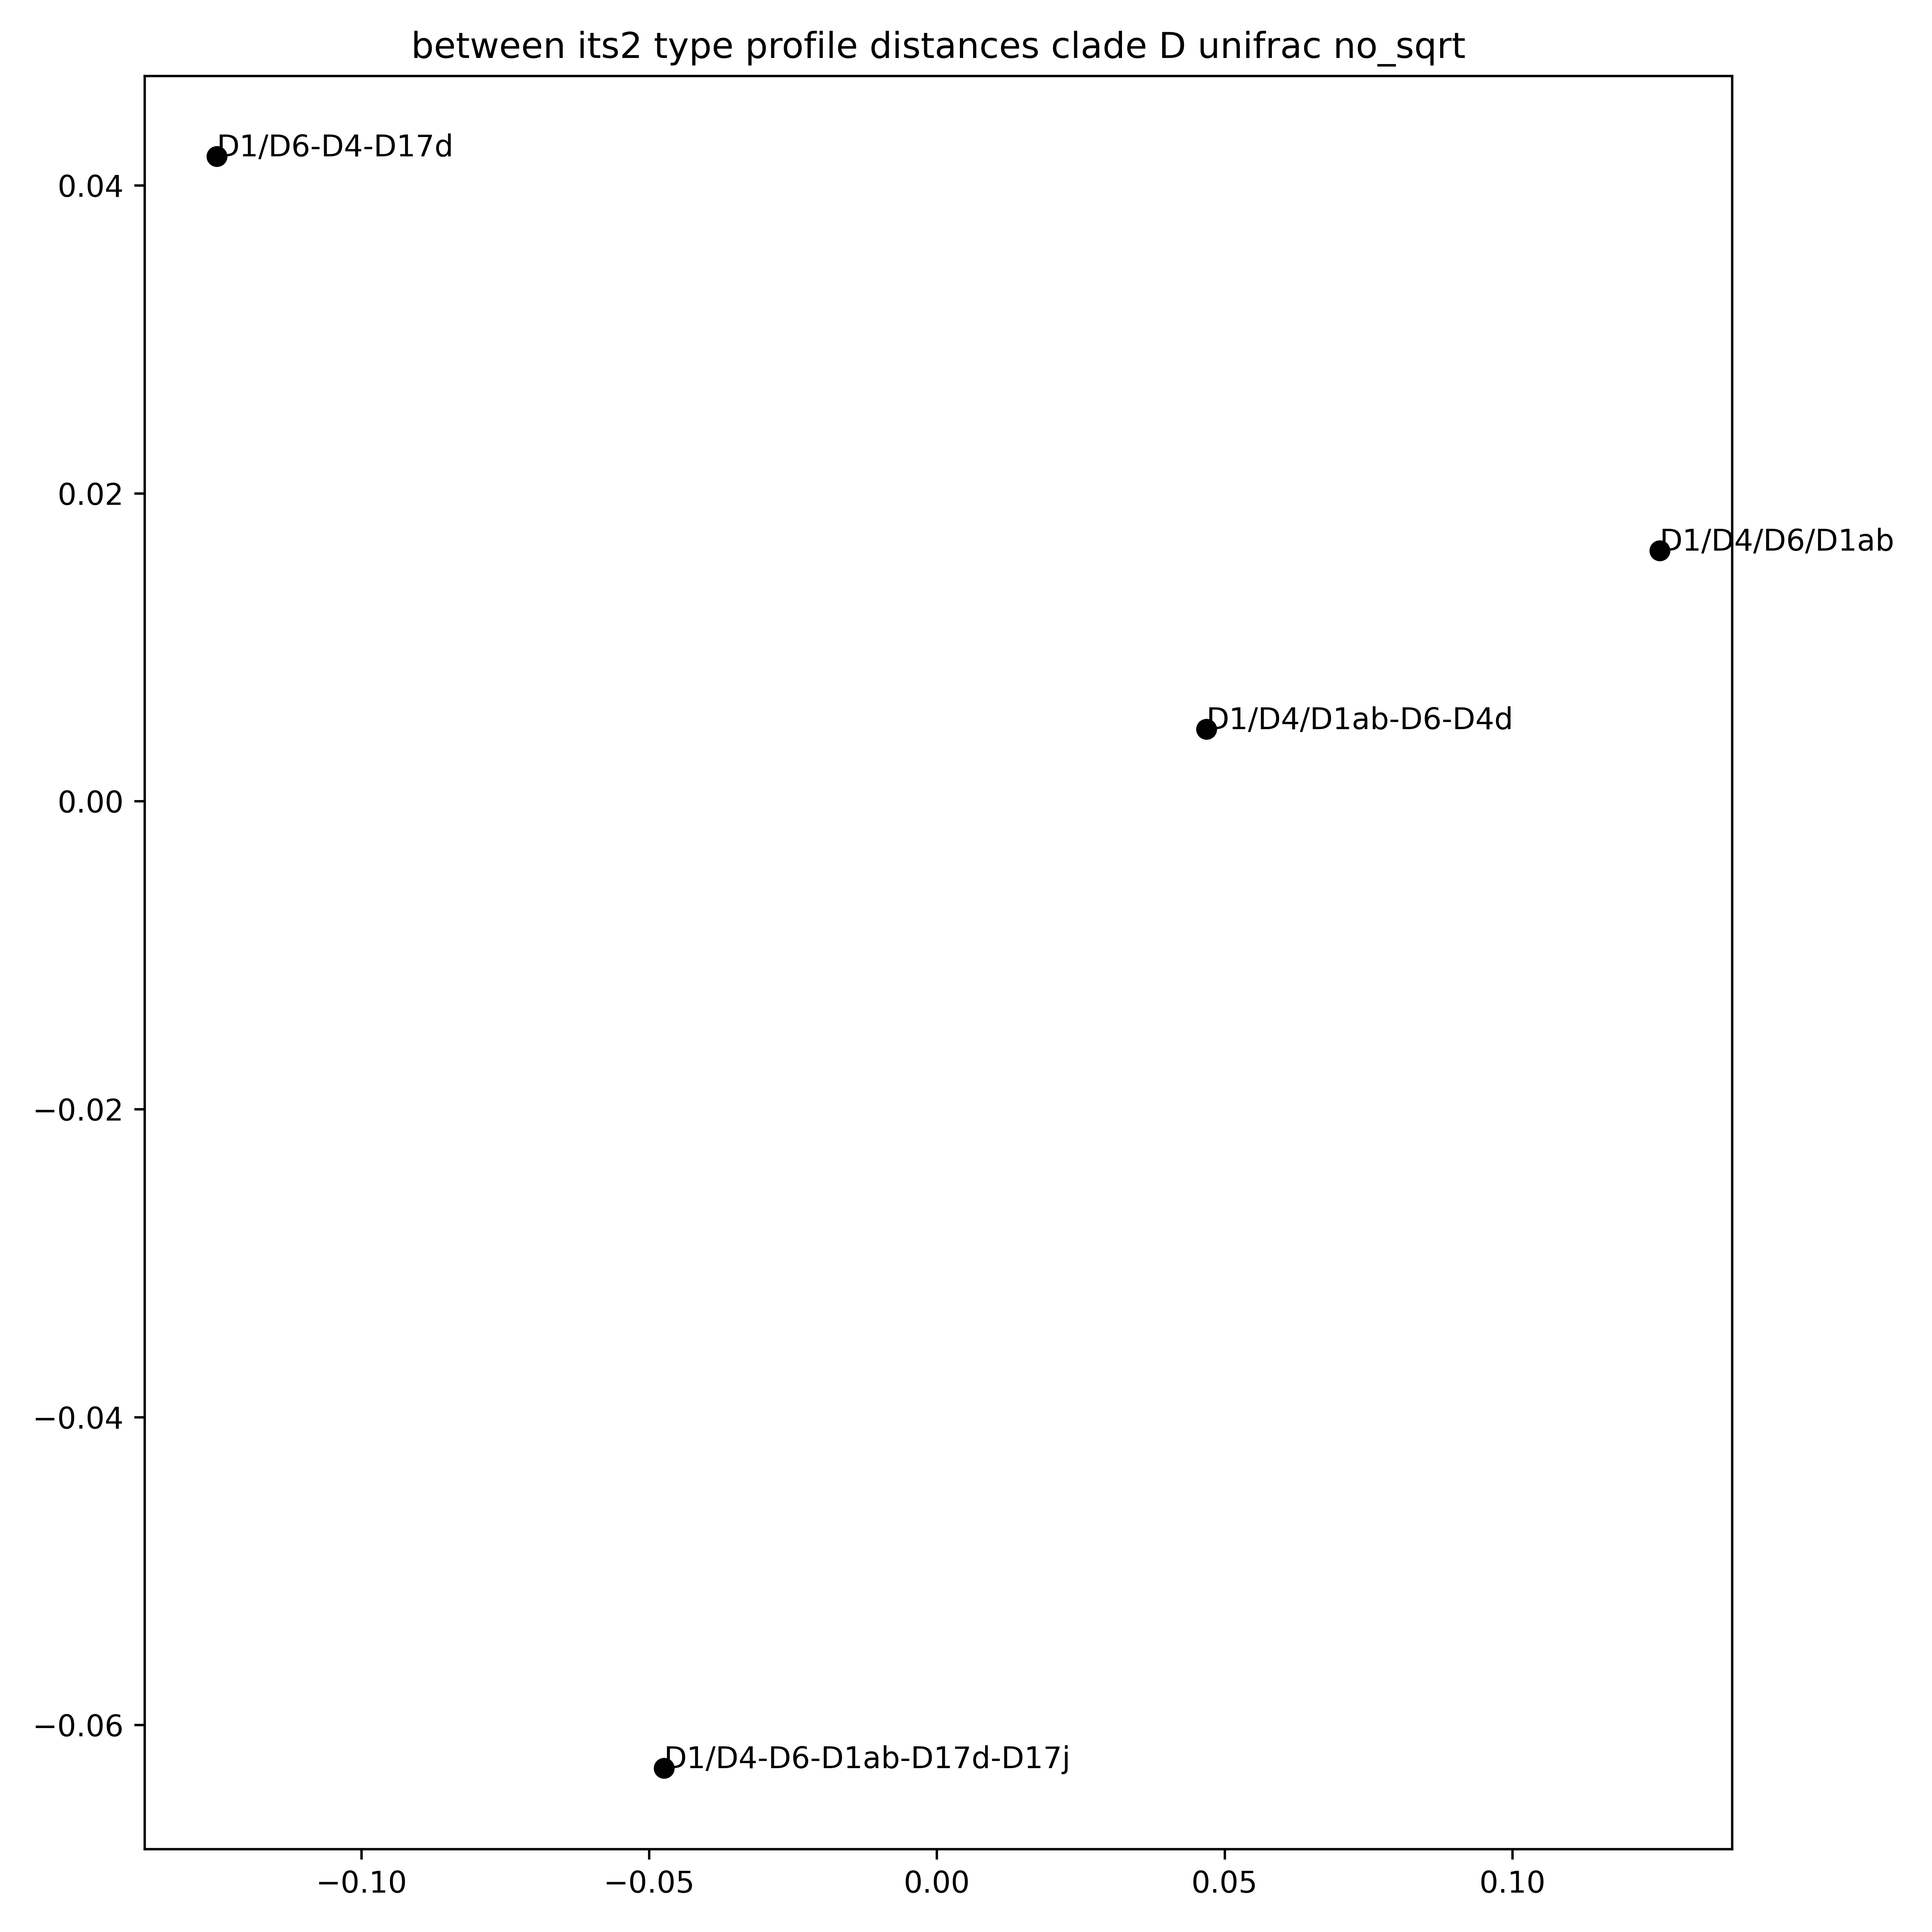 between its2 type profile distances clade D unifrac no_sqrt
D1/D6-D4-D17d
0.04
0.02
D1/D4/D6/D1ab
D1/D4/D1ab-D6-D4d
0.00
−0.02
−0.04
−0.06
D1/D4-D6-D1ab-D17d-D17j
−0.10 −0.05 0.00 0.05 0.10